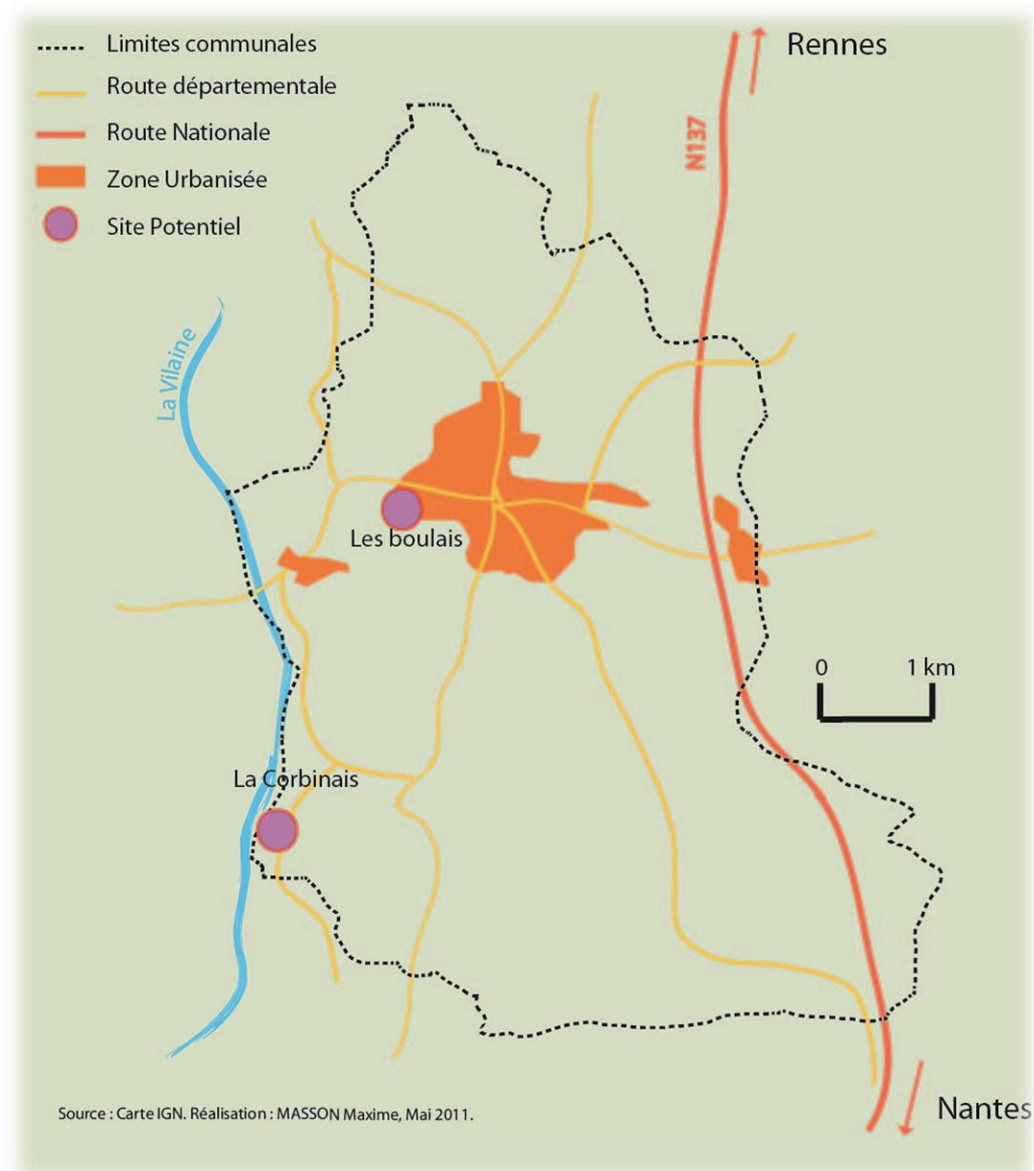 Limites communales
Route départementale
Route Nationale
Zone Urbanisée
Site Potentiel
Rennes
N137
La Vilaine
Les boulais
0 1 km
La Corbinais
Source : Carte IGN. Réalisation : MASSON Maxime, Mai 2011.
Nantes